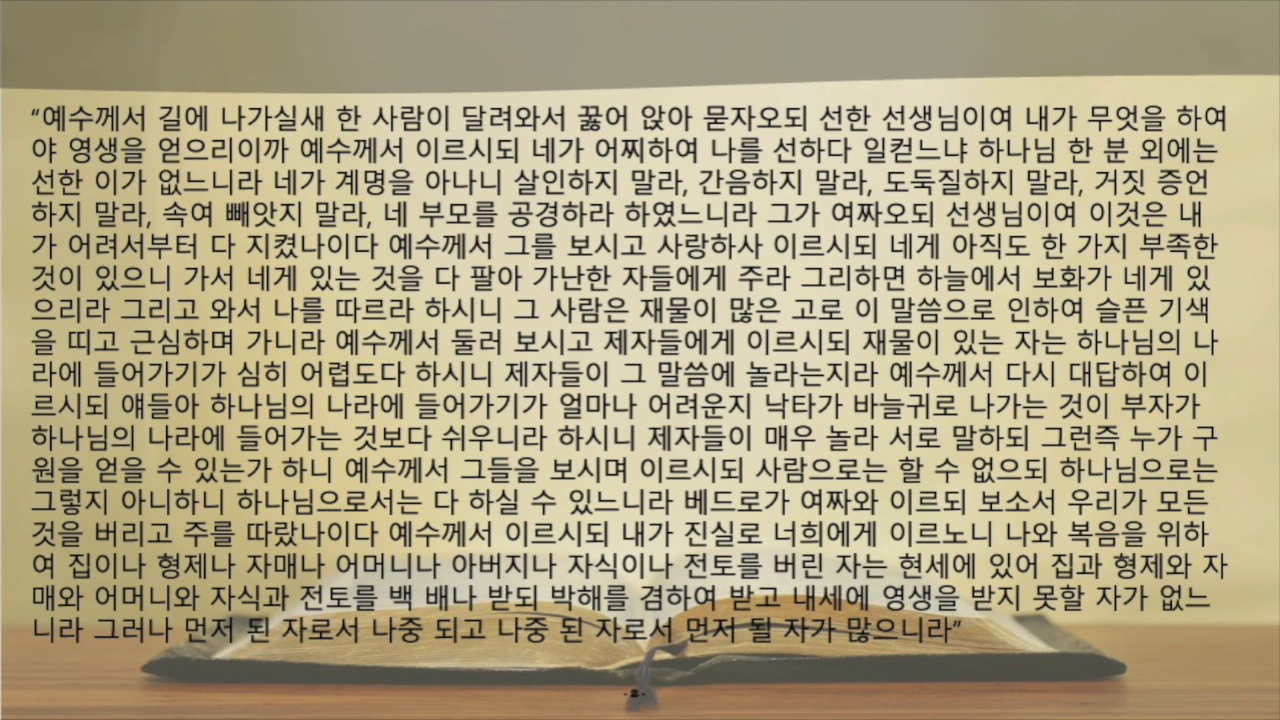 “예수께서 길에 나가실새 한 사람이 달려와서 꿇어 앉아 묻자오되 선한 선생님이여 내가 무엇을 하여
야 영생을 얻으리이까 예수께서 이르시되 네가 어찌하여 나를 선하다 일컫느냐 하나님 한 분 외에는
선한 이가 없느니라 네가 계명을 아나니 살인하지 말라, 간음하지 말라, 도둑질하지 말라, 거짓 증언
하지 말라, 속여 빼앗지 말라, 네 부모를 공경하라 하였느니라 그가 여짜오되 선생님이여 이것은 내
가 어려서부터 다 지켰나이다 예수께서 그를 보시고 사랑하사 이르시되 네게 아직도 한 가지 부족한
것이 있으니 가서 네게 있는 것을 다 팔아 가난한 자들에게 주라 그리하면 하늘에서 보화가 네게 있
으리라 그리고 와서 나를 따르라 하시니 그 사람은 재물이 많은 고로 이 말씀으로 인하여 슬픈 기색
을 띠고 근심하며 가니라 예수께서 둘러 보시고 제자들에게 이르시되 재물이 있는 자는 하나님의 나
라에 들어가기가 심히 어렵도다 하시니 제자들이 그 말씀에 놀라는지라 예수께서 다시 대답하여 이
르시되 얘들아 하나님의 나라에 들어가기가 얼마나 어려운지 낙타가 바늘귀로 나가는 것이 부자가
하나님의 나라에 들어가는 것보다 쉬우니라 하시니 제자들이 매우 놀라 서로 말하되 그런즉 누가 구
원을 얻을 수 있는가 하니 예수께서 그들을 보시며 이르시되 사람으로는 할 수 없으되 하나님으로는
그렇지 아니하니 하나님으로서는 다 하실 수 있느니라 베드로가 여짜와 이르되 보소서 우리가 모든
것을 버리고 주를 따랐나이다 예수께서 이르시되 내가 진실로 너희에게 이르노니 나와 복음을 위하
여 집이나 형제나 자매나 어머니나 아버지나 자식이나 전토를 버린 자는 현세에 있어 집과 형제와 자
매와 어머니와 자식과 전토를 백 배나 받되 박해를 겸하여 받고 내세에 영생을 받지 못할 자가 없느
니라 그러나 먼저 된 자로서 나중 되고 나중 된 자로서 먼저 될 자가 많으니라”
- 2 -